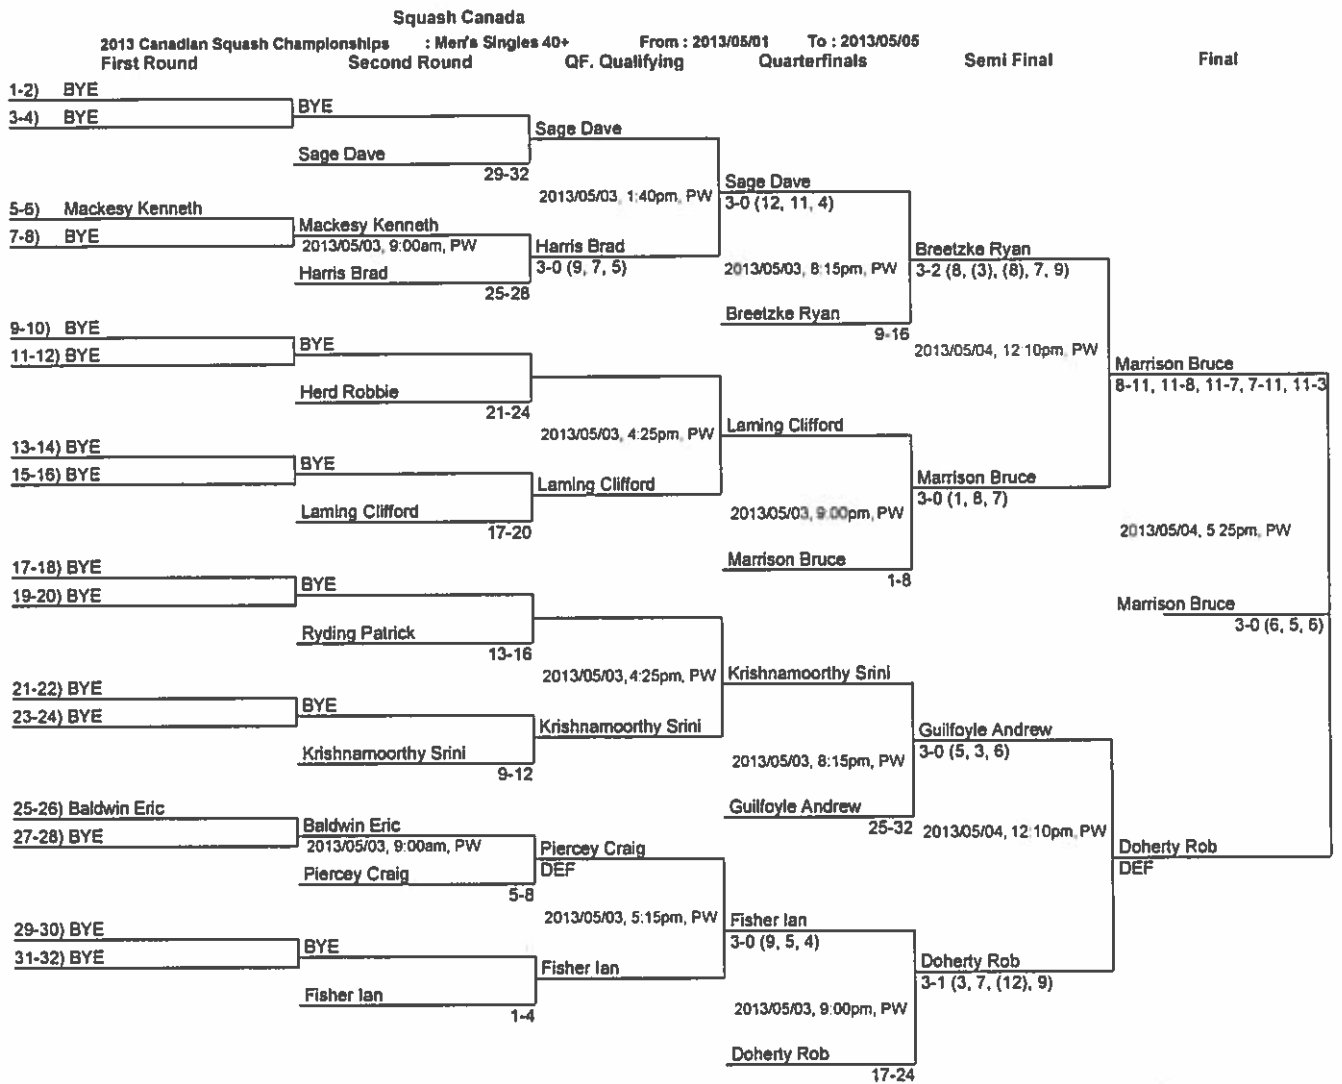 Squash Canada
2013 Canadian Squash Championships : Men's Singles 40+ From : 2013/05/01 To : 2013/05/05
First Round Second Round QF. Qualifying Quarterfinals Semi Final Final
1-2) BYE
3-4) BYE
5-6) Mackesy Kenneth
7-8) BYE
9-10) BYE
11-12) BYE
13-14) BYE
15-16) BYE
17-18) BYE
19-20) BYE
21-22) BYE
23-24) BYE
25-26) Baldwin Eric
27-28) BYE
29-30) BYE
31-32) BYE
BYE
Sage Dave
29-32
Mackesy Kenneth
2013/05/03, 9:00am, PW
Harris Brad
25-28
BYE
Herd Robbie
21-24
BYE
Laming Clifford
17-20
BYE
Ryding Patrick
13-16
BYE
Krishnamoorthy Srini
9-12
Baldwin Eric
2013/05/03, 9:00am, PW
Piercey Craig
5-8
BYE
Fisher Ian
1-4
Sage Dave
2013/05/03, 1:40pm, PW
Harris Brad
3-0 (9, 7, 5)
2013/05/03, 4:25pm, PW
Laming Clifford
2013/05/03, 4:25pm, PW
Krishnamoorthy Srini
Piercey Craig
DEF
2013/05/03, 5:15pm, PW
Fisher Ian
Sage Dave
3-0 (12, 11, 4)
2013/05/03, 8:15pm, PW
Breetzke Ryan
9-16
Laming Clifford
2013/05/03, 9:00pm, PW
Marrison Bruce
1-8
Krishnamoorthy Srini
2013/05/03, 8:15pm, PW
Guilfoyle Andrew
25-32
Fisher Ian
3-0 (9, 5, 4)
2013/05/03, 9:00pm, PW
Doherty Rob
17-24
Breetzke Ryan
3-2 (8, (3), (8), 7, 9)
2013/05/04, 12:10pm, PW
Marrison Bruce
3-0 (1, 8, 7)
Guilfoyle Andrew
3-0 (5, 3, 6)
2013/05/04, 12:10pm, PW
Doherty Rob
3-1 (3, 7, (12), 9)
Marrison Bruce
8-11, 11-8, 11-7, 7-11, 11-3
2013/05/04, 5:25pm, PW
Marrison Bruce
3-0 (6, 5, 6)
Doherty Rob
DEF